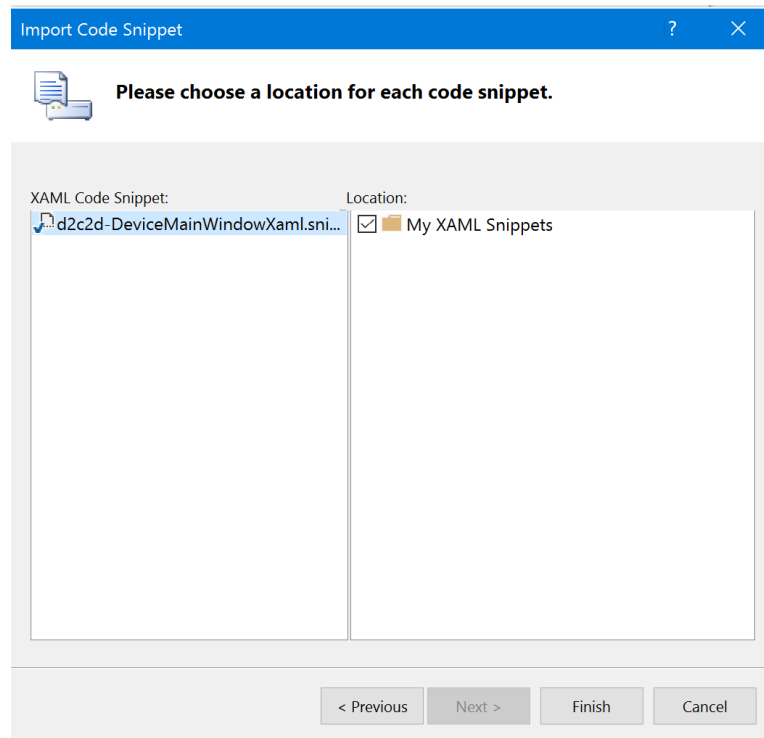 Import Code Snippet ?
Please choose a location for each code snippet.
XAML Code Snippet: Location:
d2c2d-DeviceMainWindowXaml.sni... My XAML Snippets
< Previous Next > Finish Cancel